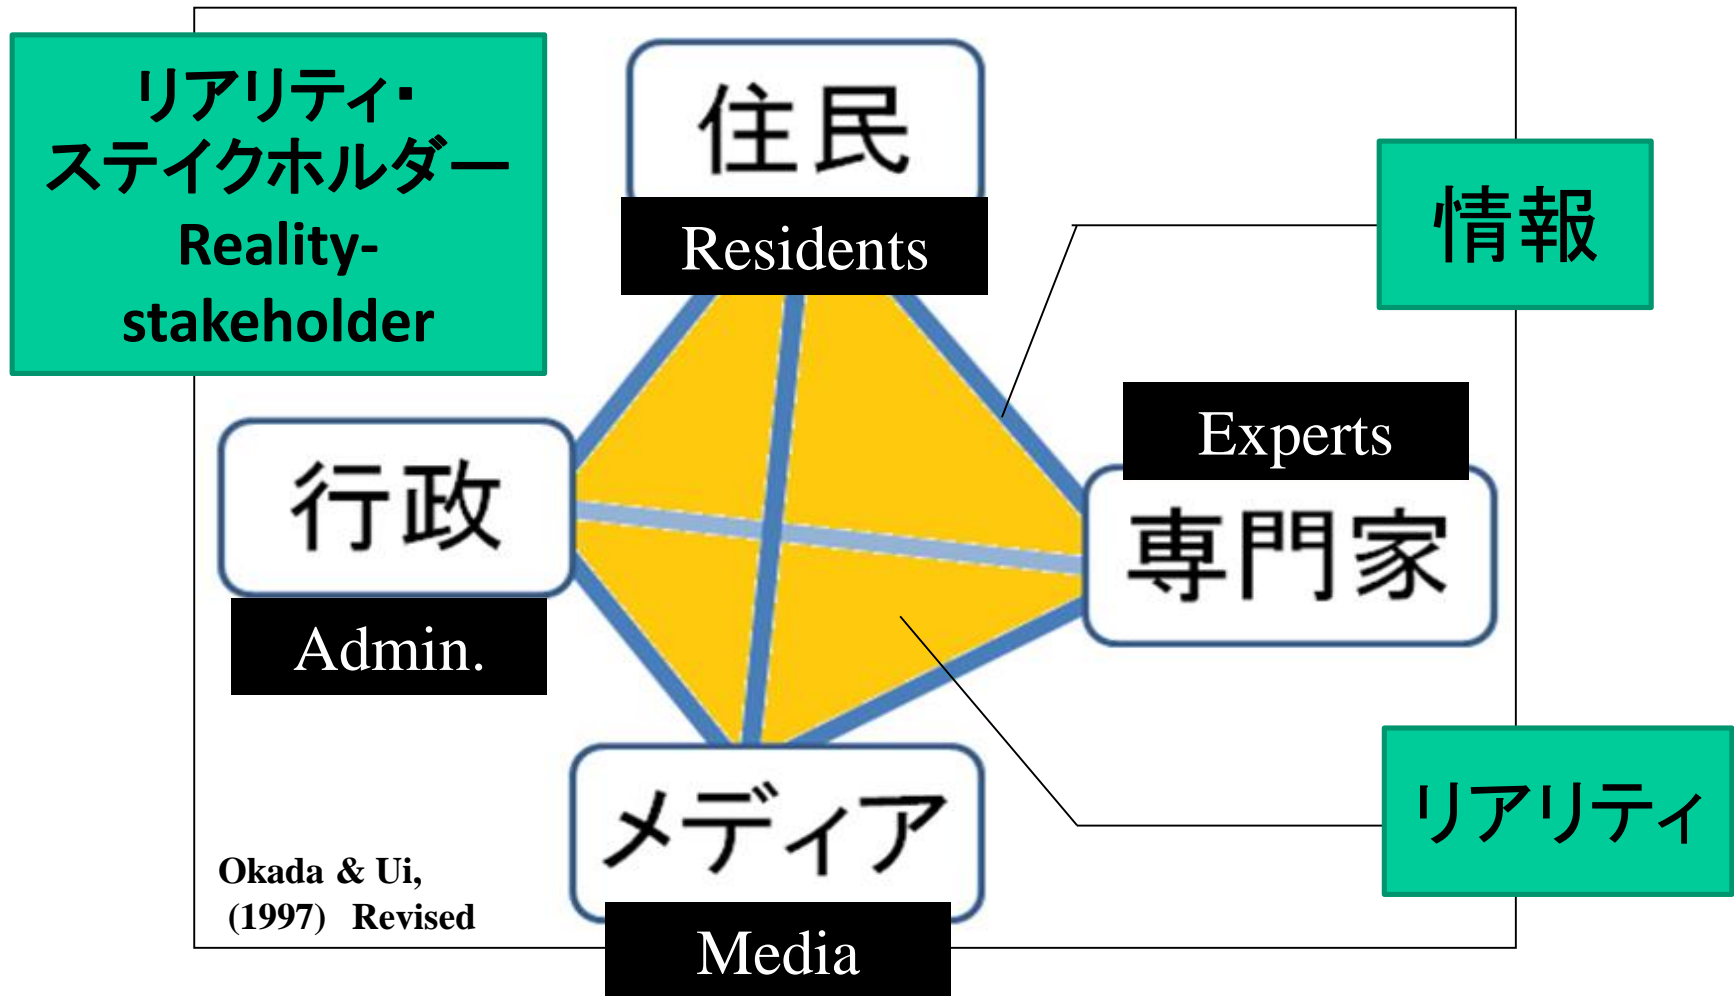 リアリティ・
ステイクホルダー
Reality-
stakeholder
住民
Residents
情報
Experts
専門家
行政
Admin.
メディア
Media
リアリティ
Okada & Ui,
(1997) Revised